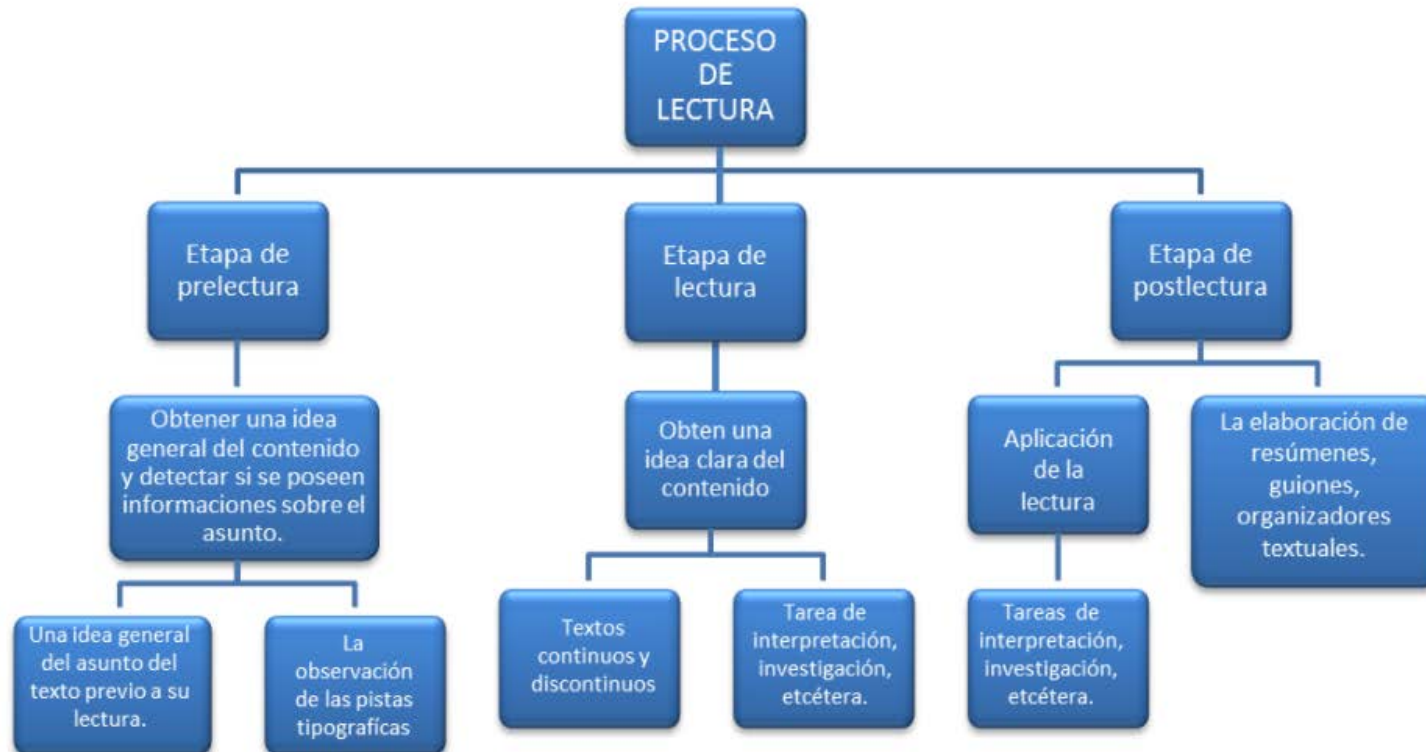 PROCESO
DE
LECTURA
Etapa de
prelectura
Etapa de
lectura
Etapa de
postlectura
Obtener una idea
general del contenido
y detectar si se poseen
informaciones sobre el
asunto.
Obten una
idea clara del
contenido
Aplicación
de la
lectura
La elaboración de
resúmenes,
guiones,
organizadores
textuales.
Una idea general
del asunto del
texto previo a su
lectura.
La
observación
de las pistas
tipografícas
Textos
continuos y
discontinuos
Tarea de
interpretación,
investigación,
etcétera.
Tareas de
interpretación,
investigación,
etcétera.